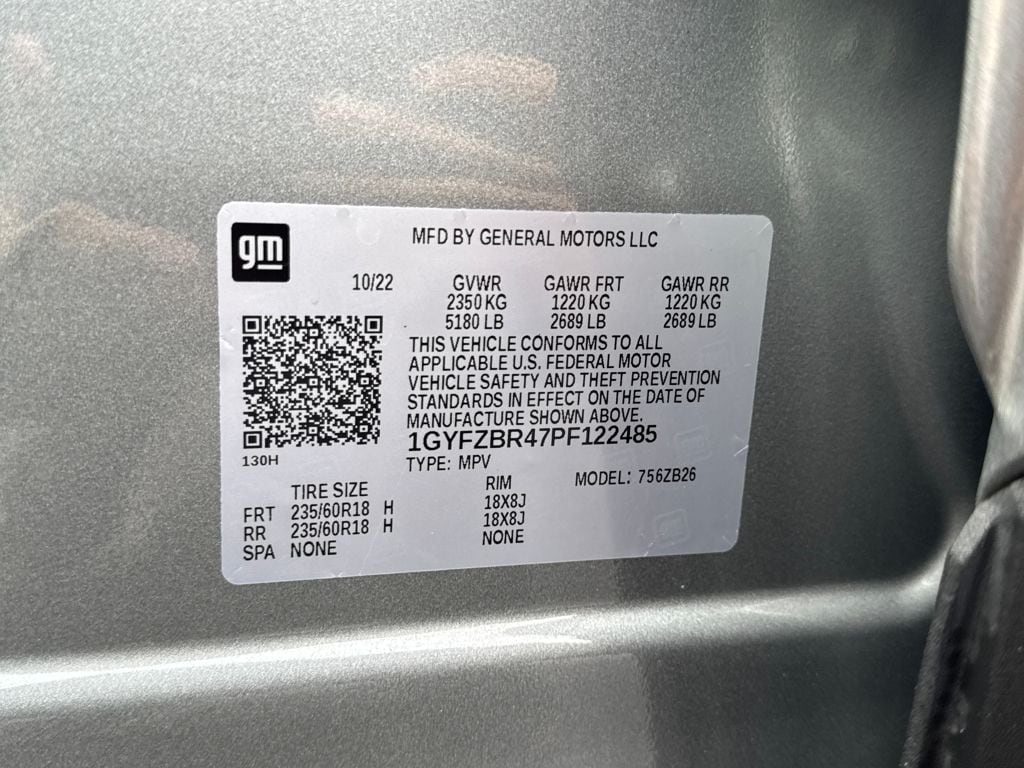 gm
MFD BY GENERAL MOTORS LLC
10/22 GVWR GAWR FRT GAWR RR
2350 KG 1220 KG 1220 KG
5180 LB 2689 LB 2689 LB
THIS VEHICLE CONFORMS TO ALL
APPLICABLE U.S. FEDERAL MOTOR
VEHICLE SAFETY AND THEFT PREVENTION
STANDARDS IN EFFECT ON THE DATE OF
MANUFACTURE SHOWN ABOVE.
1GYFZBR47PF122485
130H
TYPE: MPV
MODEL: 756ZB26
TIRE SIZE RIM
FRT 235/60R18 H 18X8J
RR 235/60R18 H 18X8J
SPA NONE NONE